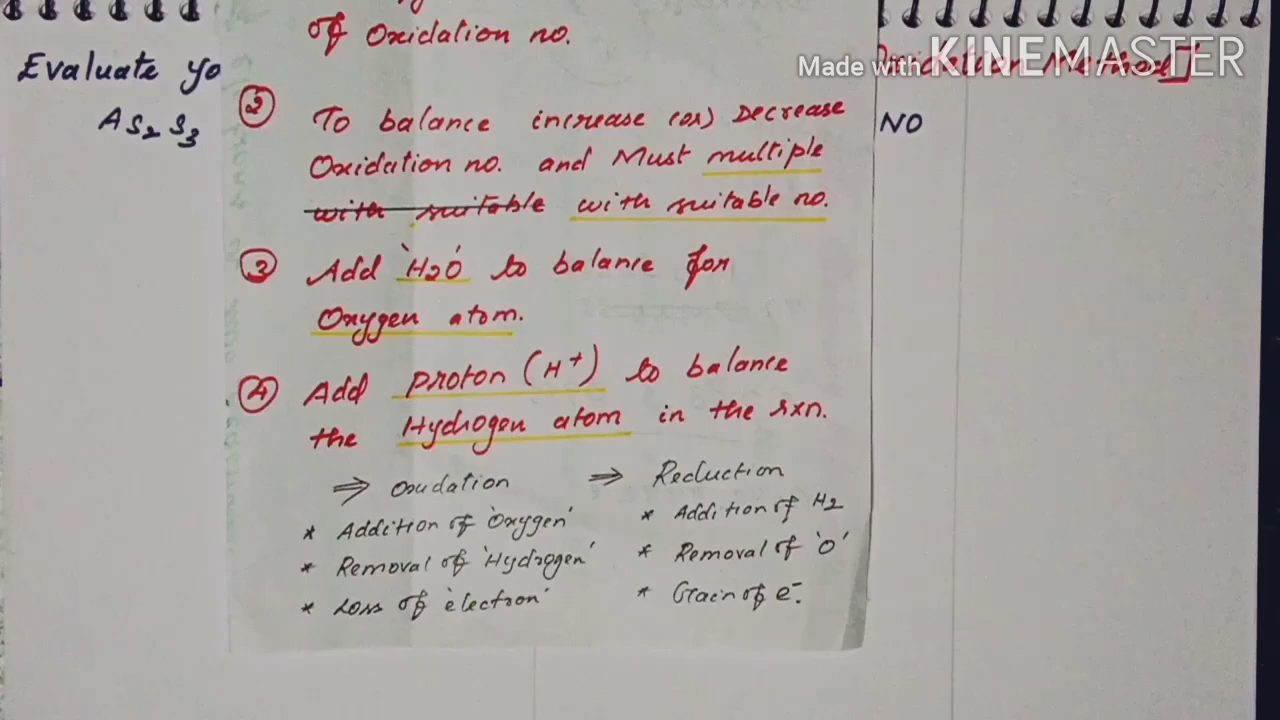 of Oxidation no.
Made with KINEMASTER
Method]
Evaluate yo
As₂ S₃
NO
② To balance increase (or) Decrease
Oxidation no. and Must multiple
with suitable with suitable no.
③ Add 'H2O' to balance for
Oxygen atom.
④ Add proton (H⁺) to balance
the Hydrogen atom in the rxn.
⇒ Oxidation ⇒ Reduction
* Addition of 'Oxygen' * Addition of H2
* Removal of 'Hydrogen' * Removal of 'O'
* Loss of 'electron' * Grain of e⁻.